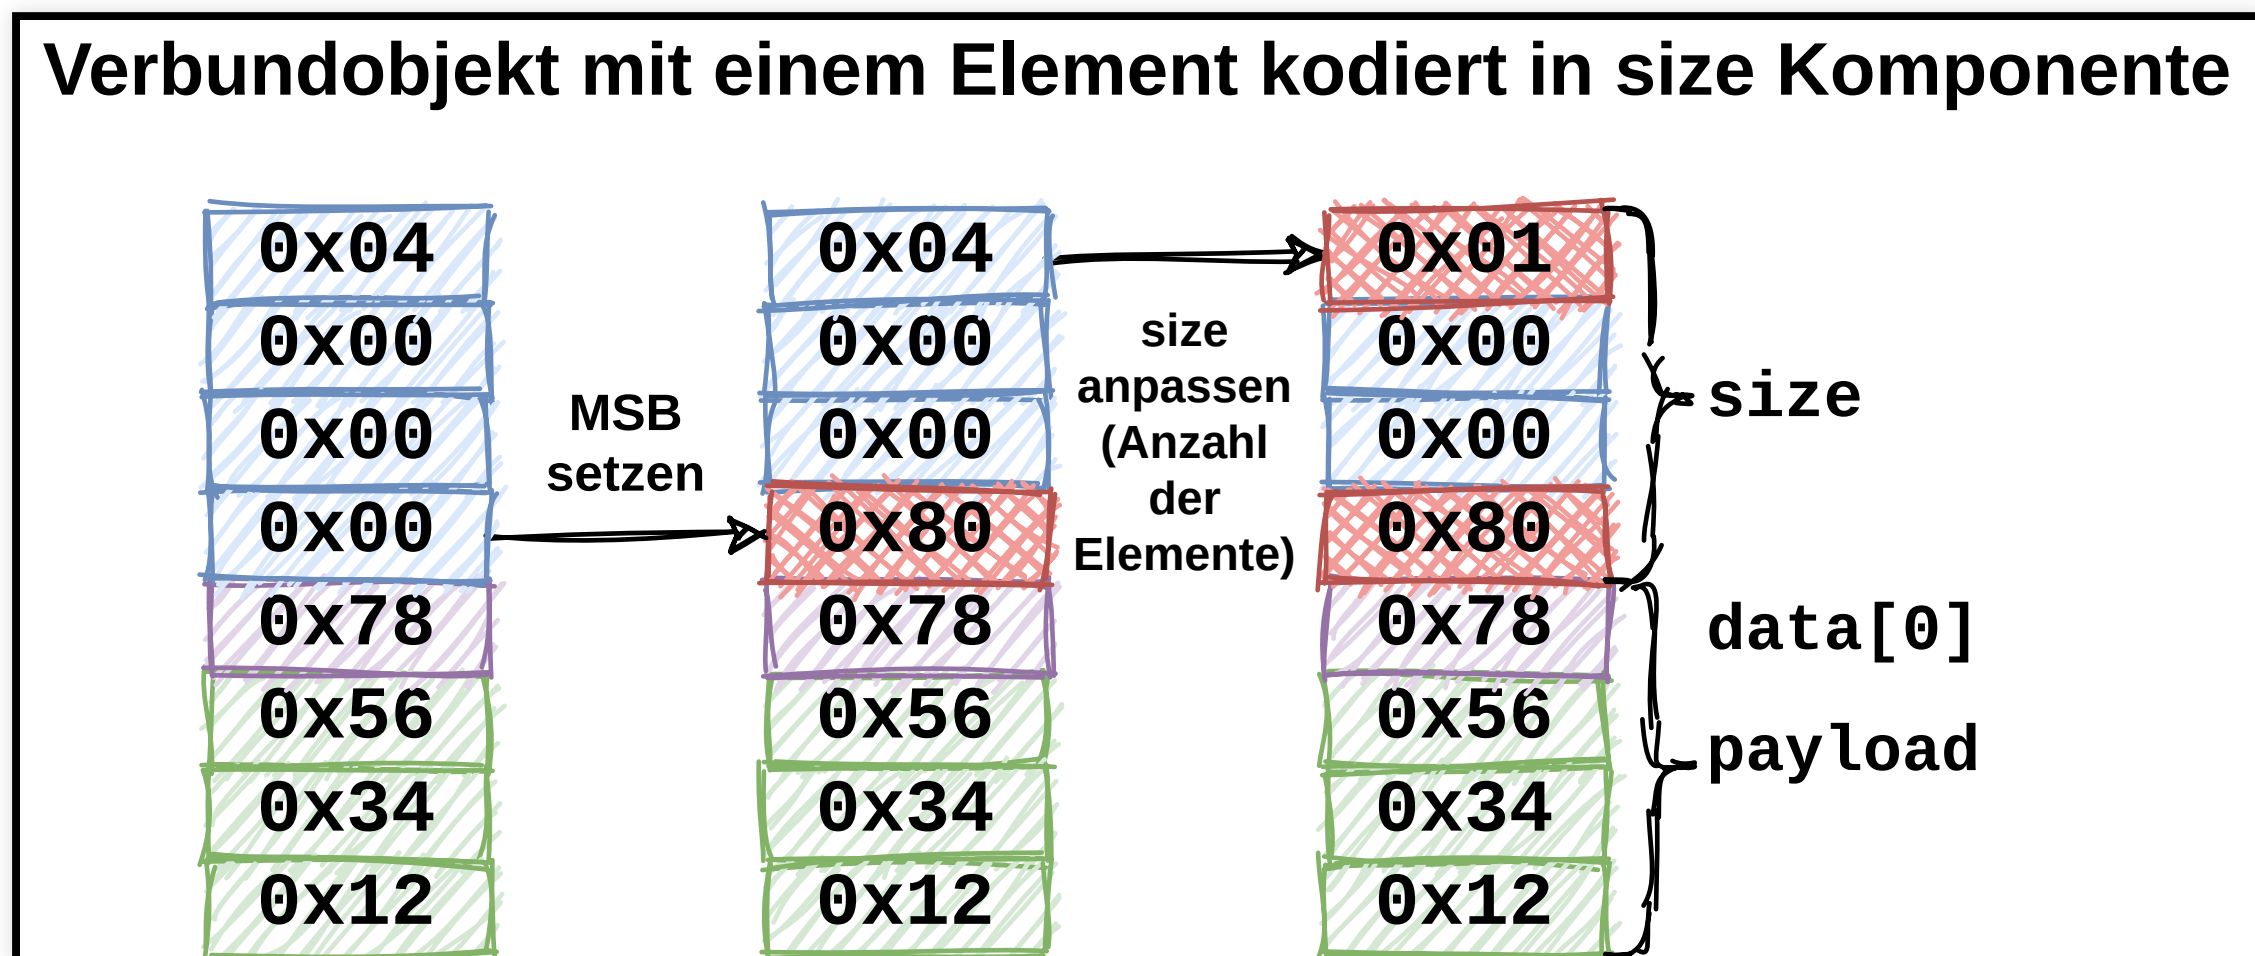 Verbundobjekt mit einem Element kodiert in size Komponente
0x04
0x00
0x00
0x00
0x78
0x56
0x34
0x12
MSB
setzen
0x04
0x00
0x00
0x80
0x78
0x56
0x34
0x12
size
anpassen
(Anzahl
der
Elemente)
0x01
0x00
0x00
0x80
0x78
0x56
0x34
0x12
size
data[0]
payload